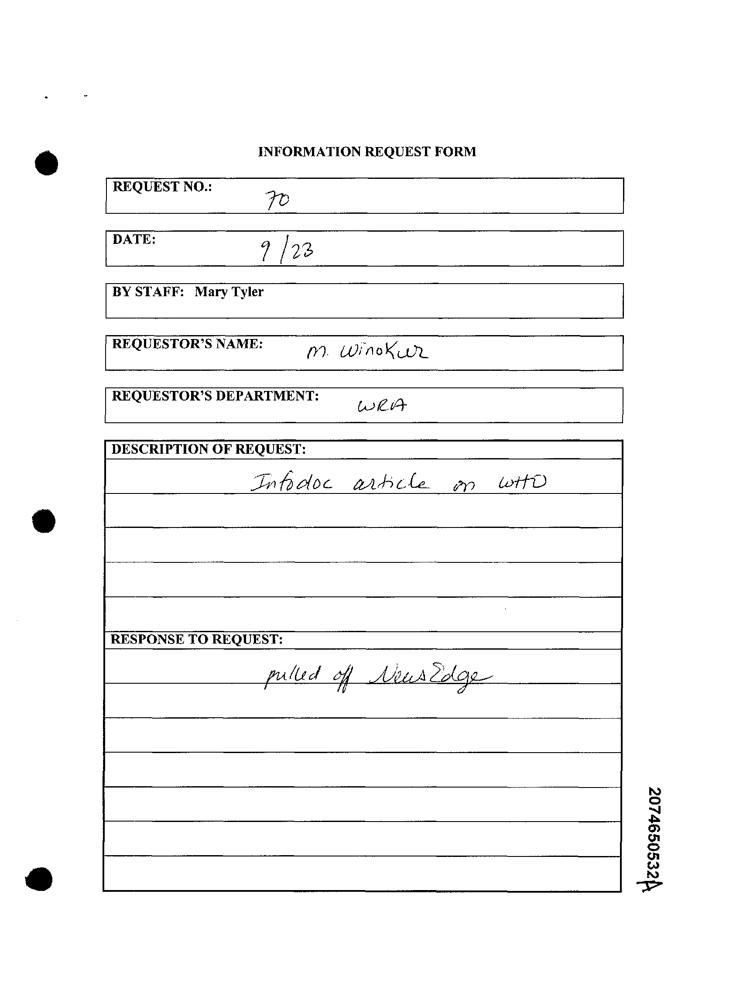 INFORMATION REQUEST FORM
REQUEST NO.: 70
DATE: 9/23
BY STAFF: Mary Tyler
REQUESTOR'S NAME: M. Winokur
REQUESTOR'S DEPARTMENT: WRA
DESCRIPTION OF REQUEST:
Infodoc article on WHO
RESPONSE TO REQUEST:
pulled off NewsEdge
2074650532A